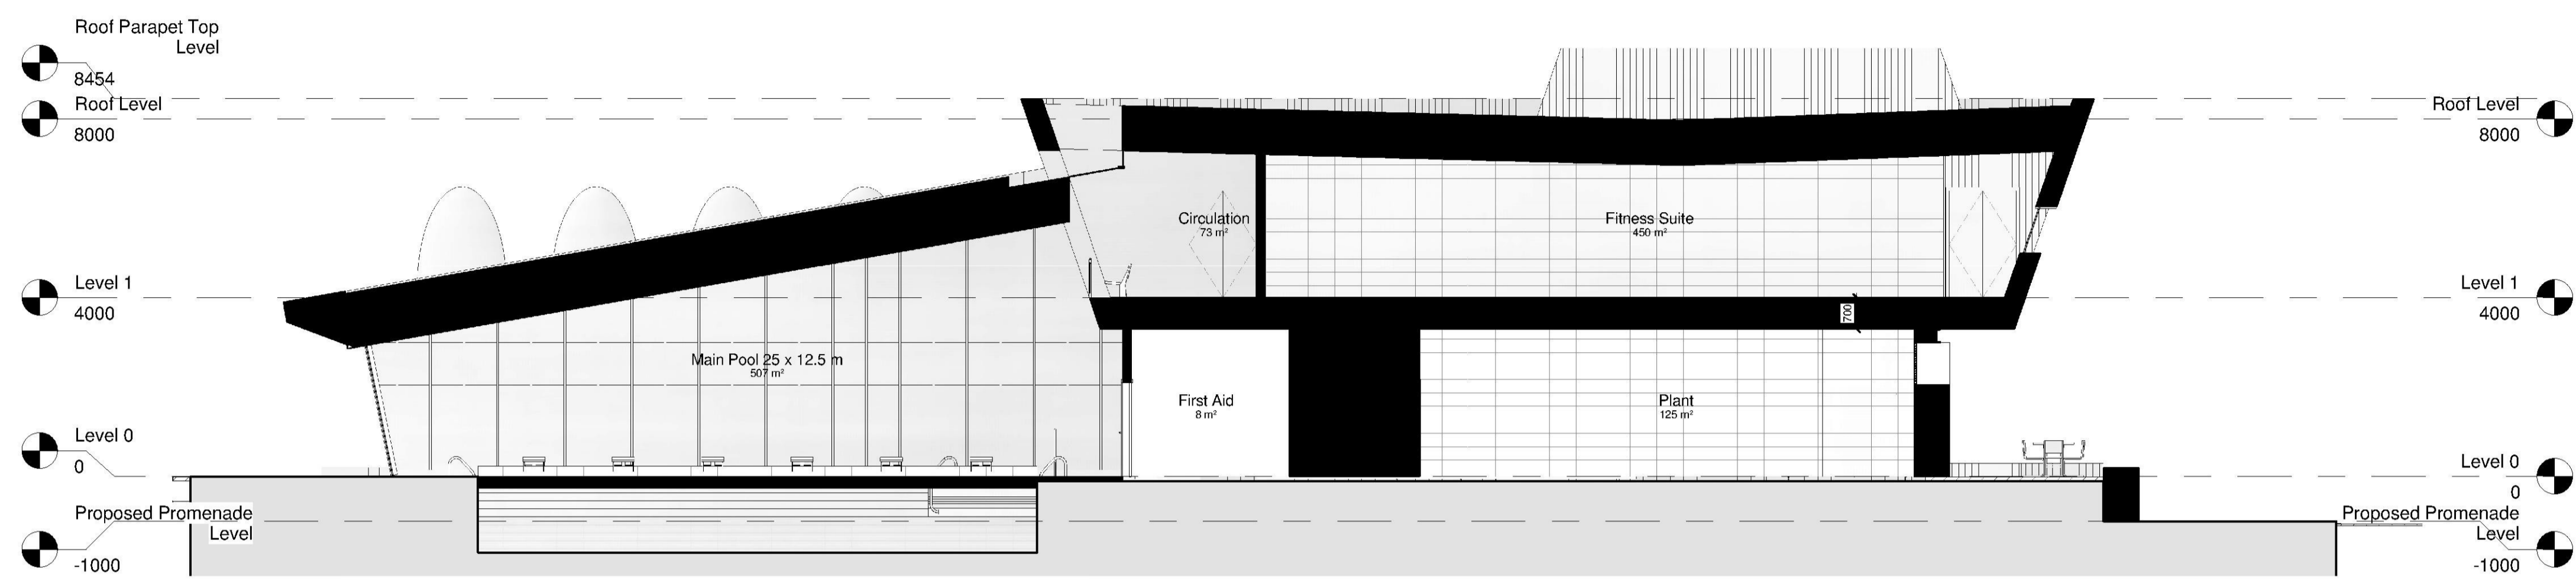 Roof Parapet Top
Level
8454
Roof Level
8000
Level 1
4000
Level 0
0
Proposed Promenade
Level
-1000
Main Pool 25 x 12.5 m
507 m²
Circulation
73 m²
First Aid
8 m²
Fitness Suite
450 m²
700
Plant
125 m²
Roof Level
8000
Level 1
4000
Level 0
0
Proposed Promenade
Level
-1000